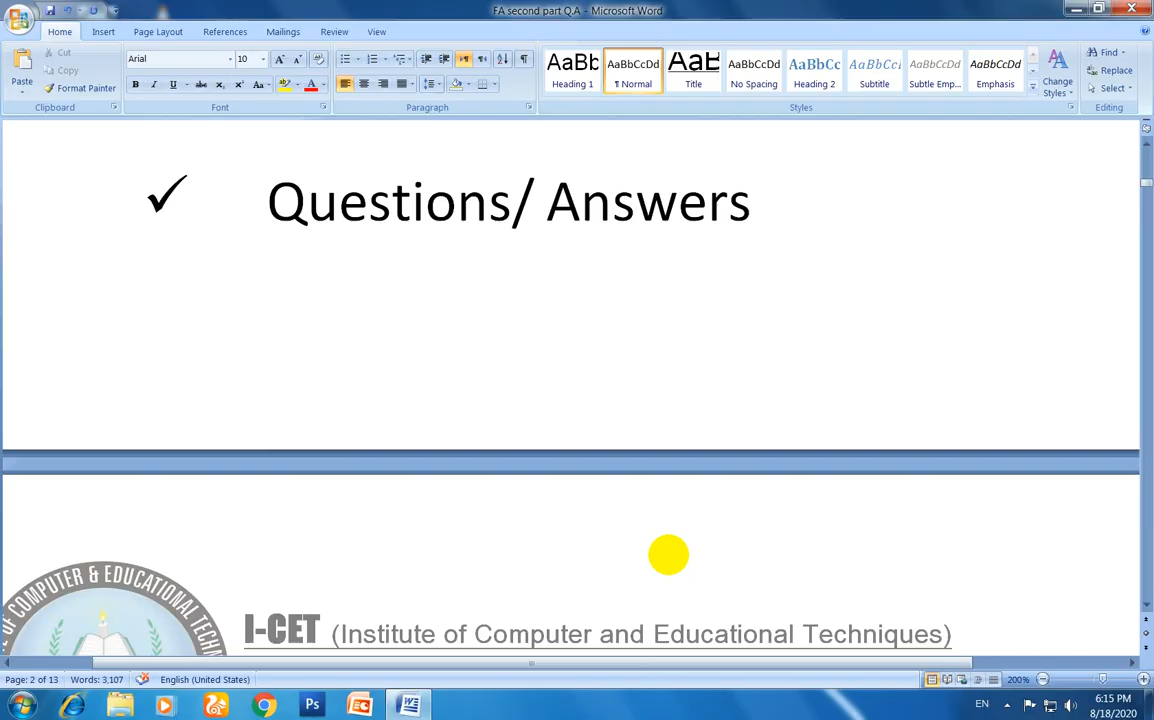 FA second part Q.A - Microsoft Word
Home Insert Page Layout References Mailings Review View
Paste
Cut
Copy
Format Painter
Clipboard
Arial 10
Font
Paragraph
AaBbC AaBbCcDd AaB AaBbCcDd AaBbCc AaBbCcI AaBbCcDd AaBbCcDd
Heading 1 ¶ Normal Title No Spacing Heading 2 Subtitle Subtle Emp... Emphasis
Change Styles
Styles
Find
Replace
Select
Editing
✓ Questions/ Answers
OF COMPUTER & EDUCATIONAL TECH
I-CET (Institute of Computer and Educational Techniques)
Page: 2 of 13 Words: 3,107 English (United States) 200%
EN 6:15 PM
8/18/2020